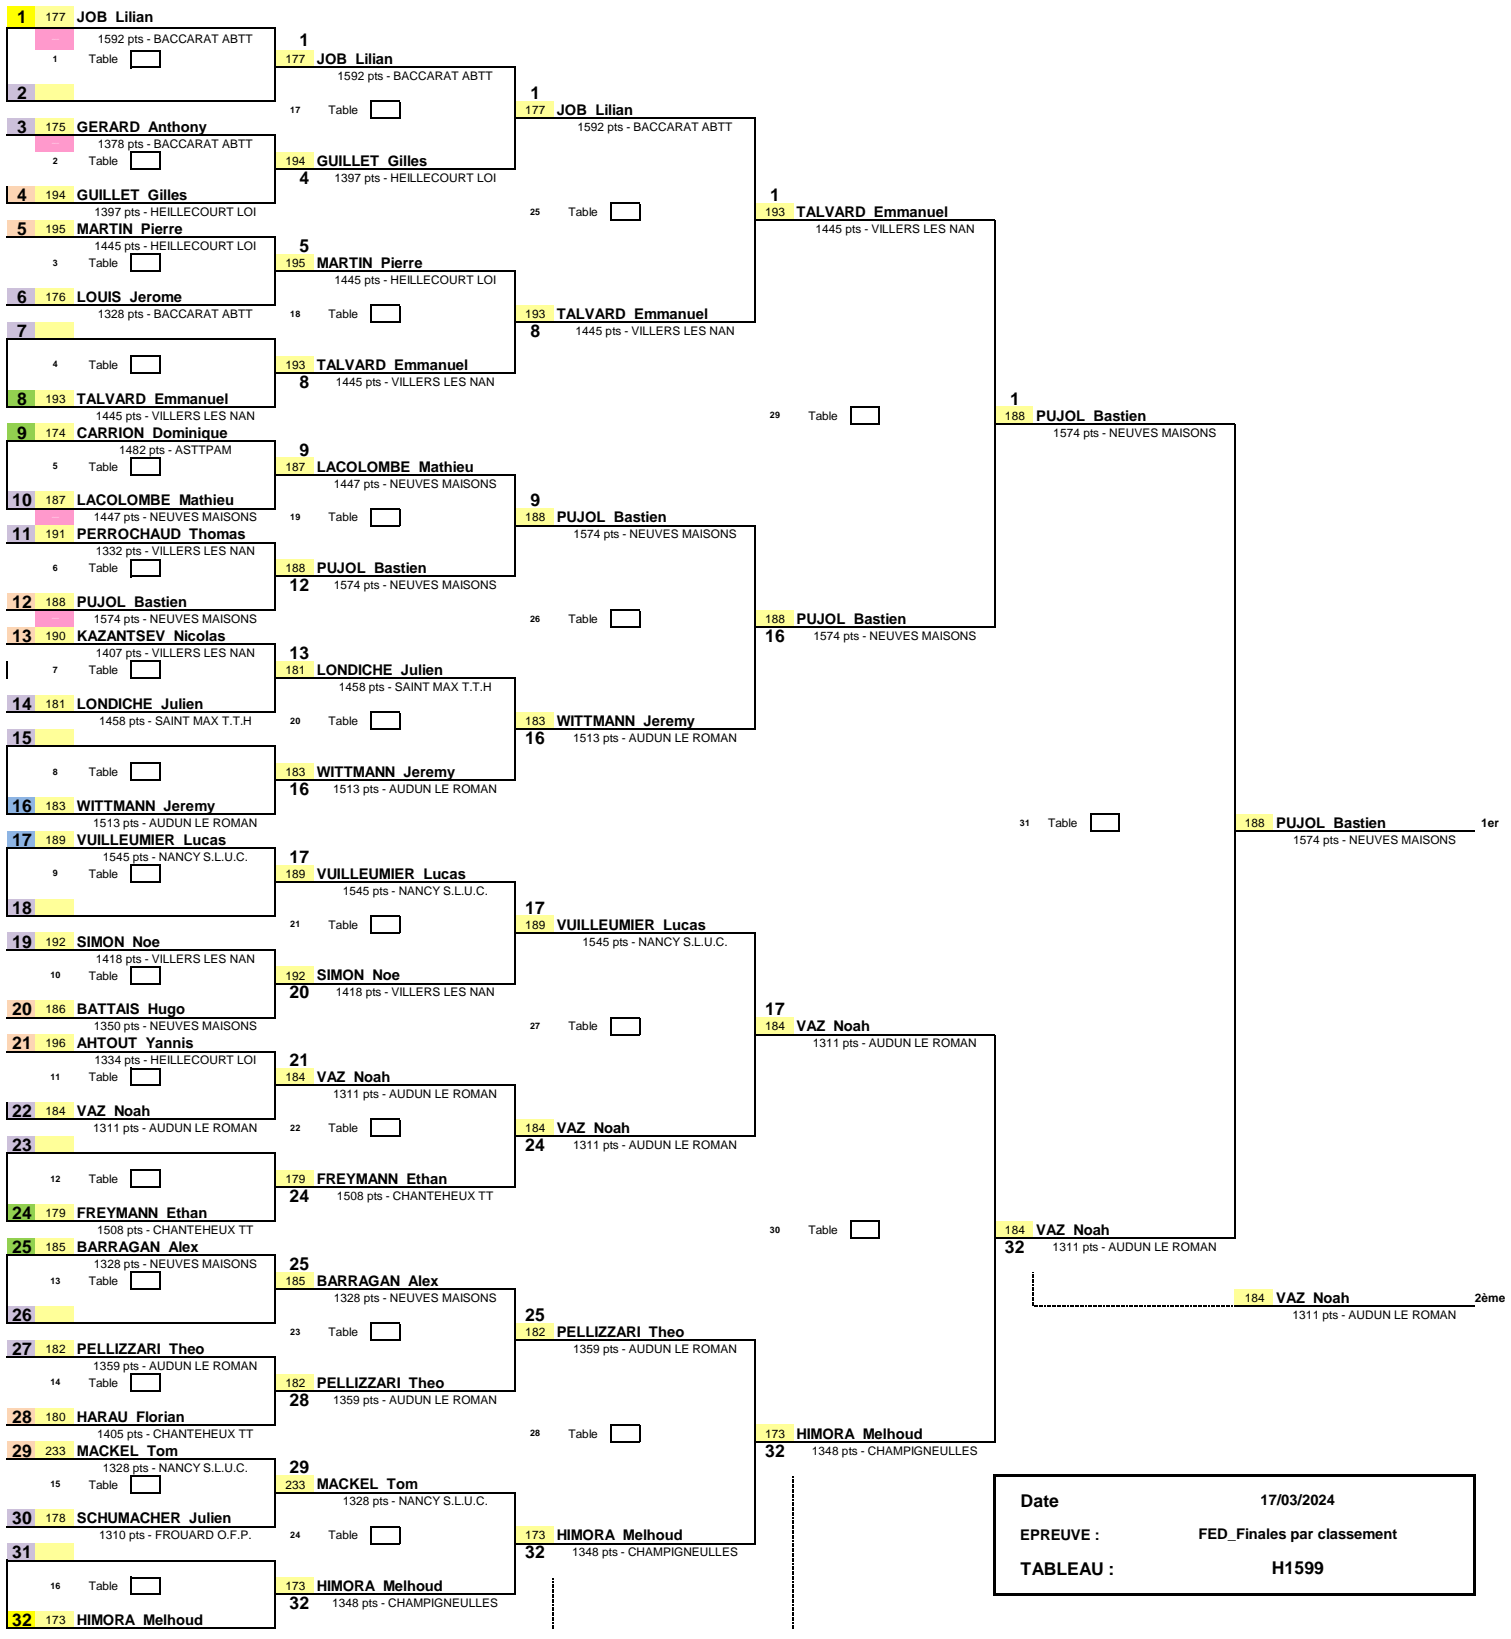 1 177 JOB Lilian
1592 pts - BACCARAT ABTT
1 Table
2
3 175 GERARD Anthony
1378 pts - BACCARAT ABTT
2 Table
4 194 GUILLET Gilles
1397 pts - HEILLECOURT LOI
5 195 MARTIN Pierre
1445 pts - HEILLECOURT LOI
3 Table
6 176 LOUIS Jerome
1328 pts - BACCARAT ABTT
7
4 Table
8 193 TALVARD Emmanuel
1445 pts - VILLERS LES NAN
9 174 CARRION Dominique
1482 pts - ASTTPAM
5 Table
10 187 LACOLOMBE Mathieu
1447 pts - NEUVES MAISONS
11 191 PERROCHAUD Thomas
1332 pts - VILLERS LES NAN
6 Table
12 188 PUJOL Bastien
1574 pts - NEUVES MAISONS
13 190 KAZANTSEV Nicolas
1407 pts - VILLERS LES NAN
7 Table
14 181 LONDICHE Julien
1458 pts - SAINT MAX T.T.H
15
8 Table
16 183 WITTMANN Jeremy
1513 pts - AUDUN LE ROMAN
17 189 VUILLEUMIER Lucas
1545 pts - NANCY S.L.U.C.
9 Table
18
19 192 SIMON Noe
1418 pts - VILLERS LES NAN
10 Table
20 186 BATTAIS Hugo
1350 pts - NEUVES MAISONS
21 196 AHTOUT Yannis
1334 pts - HEILLECOURT LOI
11 Table
22 184 VAZ Noah
1311 pts - AUDUN LE ROMAN
23
12 Table
24 179 FREYMANN Ethan
1508 pts - CHANTEHEUX TT
25 185 BARRAGAN Alex
1328 pts - NEUVES MAISONS
13 Table
26
27 182 PELLIZZARI Theo
1359 pts - AUDUN LE ROMAN
14 Table
28 180 HARAU Florian
1405 pts - CHANTEHEUX TT
29 233 MACKEL Tom
1328 pts - NANCY S.L.U.C.
15 Table
30 178 SCHUMACHER Julien
1310 pts - FROUARD O.F.P.
31
16 Table
32 173 HIMORA Melhoud
1
177 JOB Lilian
1592 pts - BACCARAT ABTT
17 Table
194 GUILLET Gilles
4 1397 pts - HEILLECOURT LOI
5
195 MARTIN Pierre
1445 pts - HEILLECOURT LOI
18 Table
193 TALVARD Emmanuel
8 1445 pts - VILLERS LES NAN
9
187 LACOLOMBE Mathieu
1447 pts - NEUVES MAISONS
19 Table
188 PUJOL Bastien
12 1574 pts - NEUVES MAISONS
13
181 LONDICHE Julien
1458 pts - SAINT MAX T.T.H
20 Table
183 WITTMANN Jeremy
16 1513 pts - AUDUN LE ROMAN
17
189 VUILLEUMIER Lucas
1545 pts - NANCY S.L.U.C.
21 Table
192 SIMON Noe
20 1418 pts - VILLERS LES NAN
21
184 VAZ Noah
1311 pts - AUDUN LE ROMAN
22 Table
179 FREYMANN Ethan
24 1508 pts - CHANTEHEUX TT
25
185 BARRAGAN Alex
1328 pts - NEUVES MAISONS
23 Table
182 PELLIZZARI Theo
28 1359 pts - AUDUN LE ROMAN
29
233 MACKEL Tom
1328 pts - NANCY S.L.U.C.
24 Table
173 HIMORA Melhoud
32 1348 pts - CHAMPIGNEULLES
1
177 JOB Lilian
1592 pts - BACCARAT ABTT
25 Table
193 TALVARD Emmanuel
8 1445 pts - VILLERS LES NAN
9
188 PUJOL Bastien
1574 pts - NEUVES MAISONS
26 Table
183 WITTMANN Jeremy
16 1513 pts - AUDUN LE ROMAN
17
189 VUILLEUMIER Lucas
1545 pts - NANCY S.L.U.C.
27 Table
184 VAZ Noah
24 1311 pts - AUDUN LE ROMAN
25
182 PELLIZZARI Theo
1359 pts - AUDUN LE ROMAN
28 Table
173 HIMORA Melhoud
32 1348 pts - CHAMPIGNEULLES
1
193 TALVARD Emmanuel
1445 pts - VILLERS LES NAN
29 Table
188 PUJOL Bastien
16 1574 pts - NEUVES MAISONS
17
184 VAZ Noah
1311 pts - AUDUN LE ROMAN
30 Table
173 HIMORA Melhoud
32 1348 pts - CHAMPIGNEULLES
1
188 PUJOL Bastien
1574 pts - NEUVES MAISONS
31 Table
184 VAZ Noah
32 1311 pts - AUDUN LE ROMAN
188 PUJOL Bastien 1er
1574 pts - NEUVES MAISONS
184 VAZ Noah 2ème
1311 pts - AUDUN LE ROMAN
Date 17/03/2024
EPREUVE : FED_Finales par classement
TABLEAU : H1599